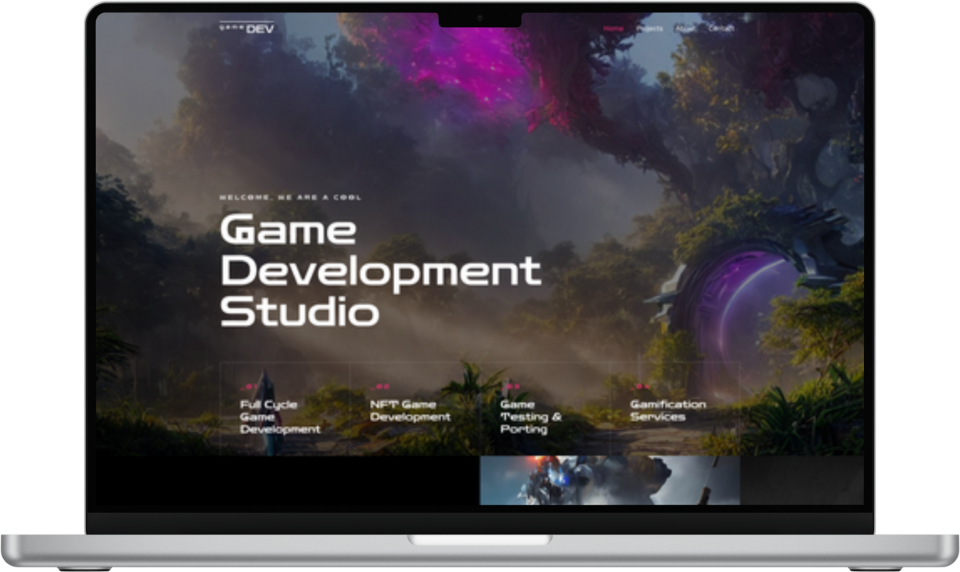 game DEV
Home Projects About Contact
WELCOME, WE ARE A COOL
Game
Development
Studio
Full Cycle
Game
Development
NFT Game
Development
Game
Testing &
Porting
Gamification
Services